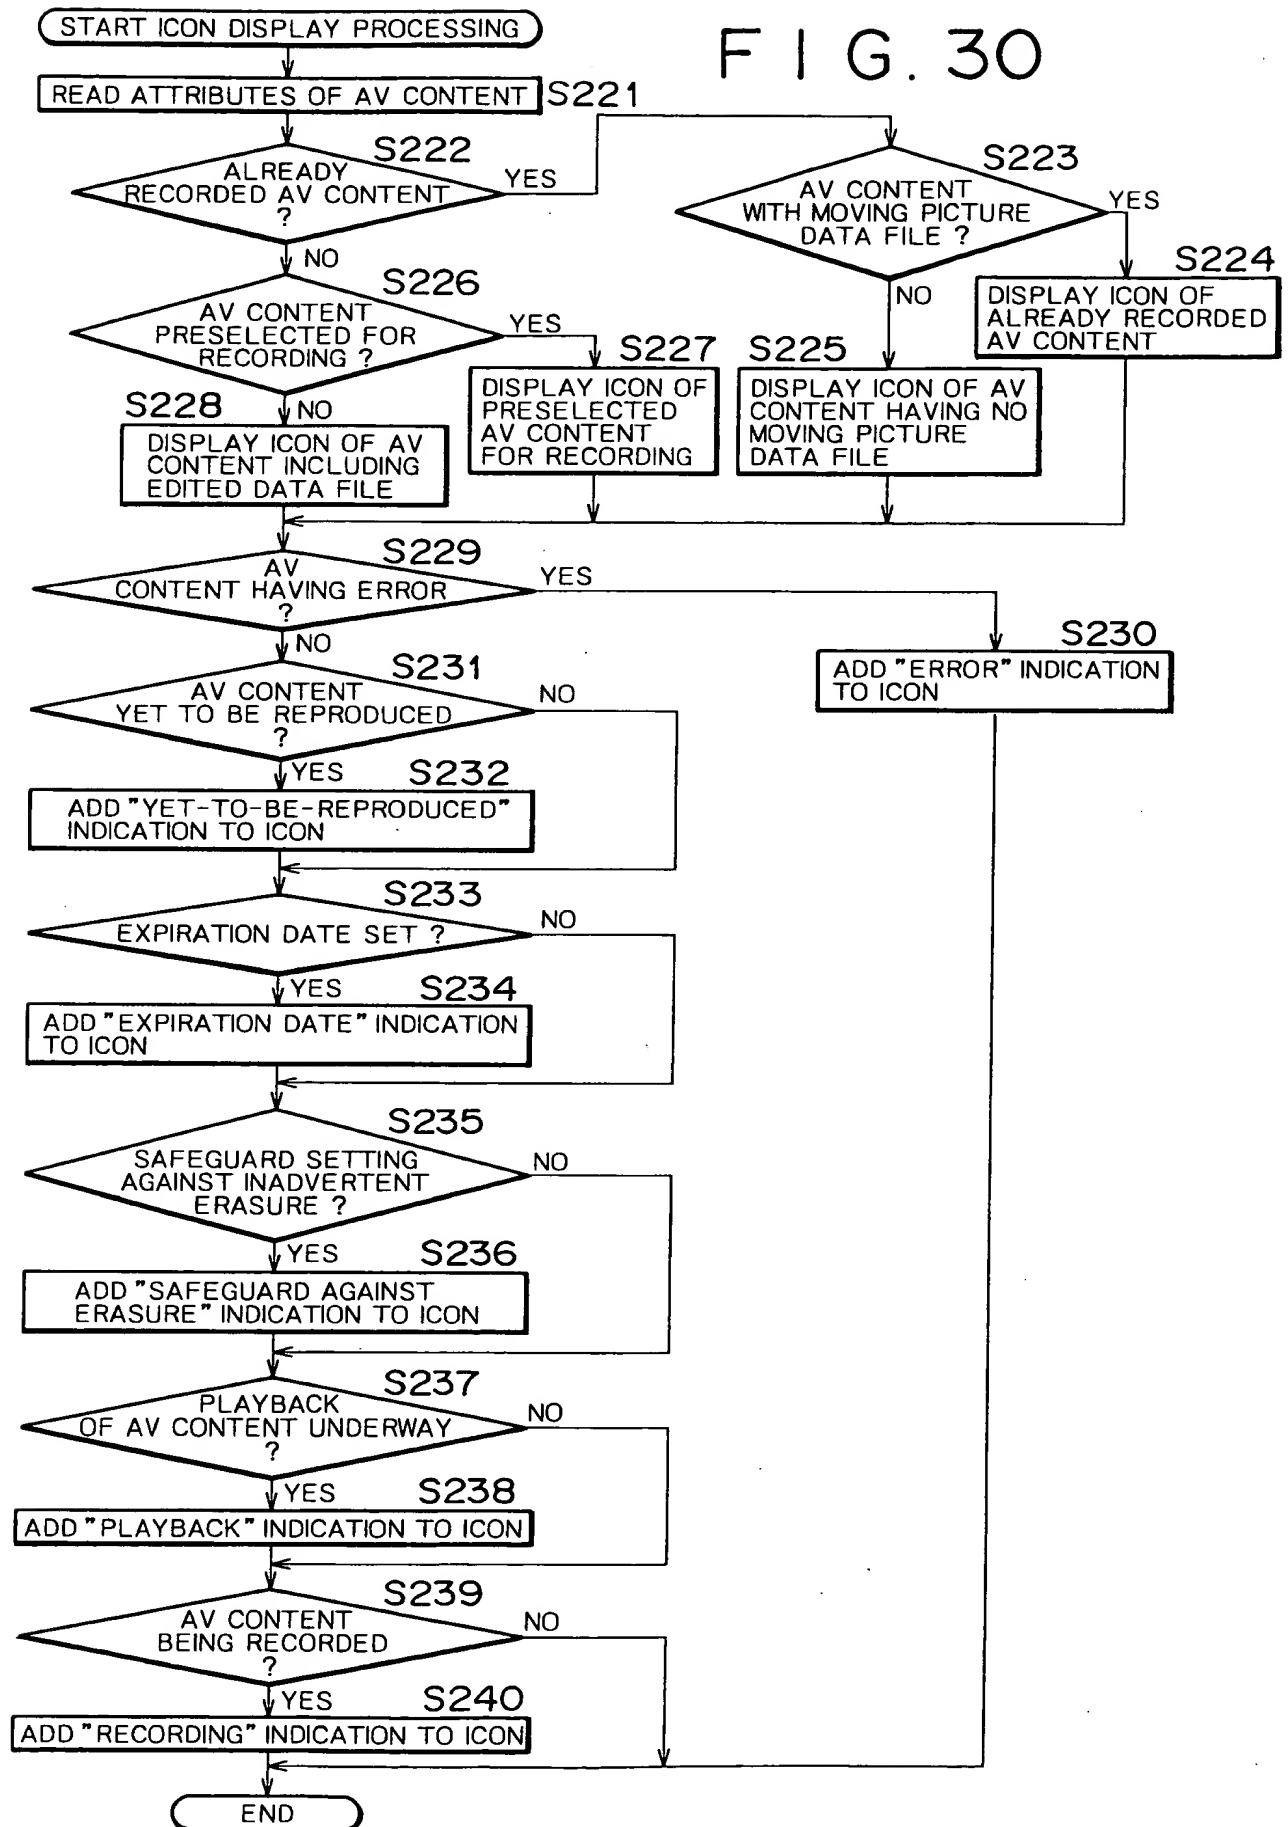 FIG. 30
START ICON DISPLAY PROCESSING
READ ATTRIBUTES OF AV CONTENT
S221
S222
ALREADY
RECORDED AV CONTENT
?
YES
NO
S223
AV CONTENT
WITH MOVING PICTURE
DATA FILE ?
YES
NO
S224
DISPLAY ICON OF
ALREADY RECORDED
AV CONTENT
S226
AV CONTENT
PRESELECTED FOR
RECORDING ?
YES
NO
S227
DISPLAY ICON OF
PRESELECTED
AV CONTENT
FOR RECORDING
S225
DISPLAY ICON OF AV
CONTENT HAVING NO
MOVING PICTURE
DATA FILE
S228
DISPLAY ICON OF AV
CONTENT INCLUDING
EDITED DATA FILE
S229
AV
CONTENT HAVING ERROR
?
YES
NO
S230
ADD "ERROR" INDICATION
TO ICON
S231
AV CONTENT
YET TO BE REPRODUCED
?
NO
YES
S232
ADD "YET-TO-BE-REPRODUCED"
INDICATION TO ICON
S233
EXPIRATION DATE SET ?
NO
YES
S234
ADD "EXPIRATION DATE" INDICATION
TO ICON
S235
SAFEGUARD SETTING
AGAINST INADVERTENT
ERASURE ?
NO
YES
S236
ADD "SAFEGUARD AGAINST
ERASURE" INDICATION TO ICON
S237
PLAYBACK
OF AV CONTENT UNDERWAY
?
NO
YES
S238
ADD "PLAYBACK" INDICATION TO ICON
S239
AV CONTENT
BEING RECORDED
?
NO
YES
S240
ADD "RECORDING" INDICATION TO ICON
END